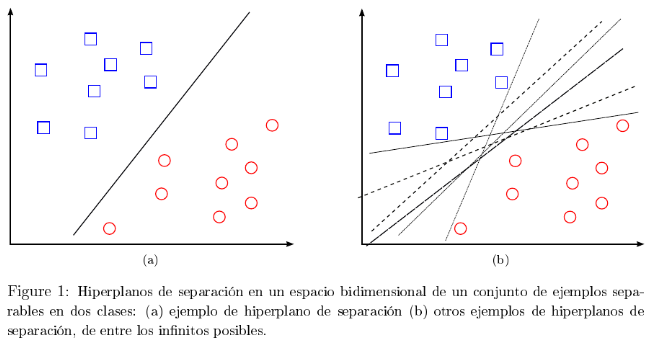 (a)
(b)
Figure 1: Hiperplanos de separación en un espacio bidimensional de un conjunto de ejemplos sepa-
rables en dos clases: (a) ejemplo de hiperplano de separación (b) otros ejemplos de hiperplanos de
separación, de entre los infinitos posibles.